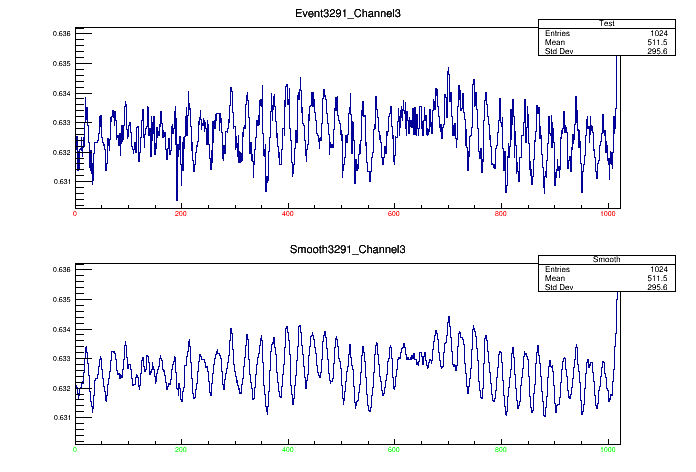 Event3291_Channel3
Test
Entries 1024
Mean 511.5
Std Dev 295.6
0.636
0.635
0.634
0.633
0.632
0.631
0 200 400 600 800 1000
Smooth3291_Channel3
Smooth
Entries 1024
Mean 511.5
Std Dev 295.6
0.636
0.635
0.634
0.633
0.632
0.631
0 200 400 600 800 1000